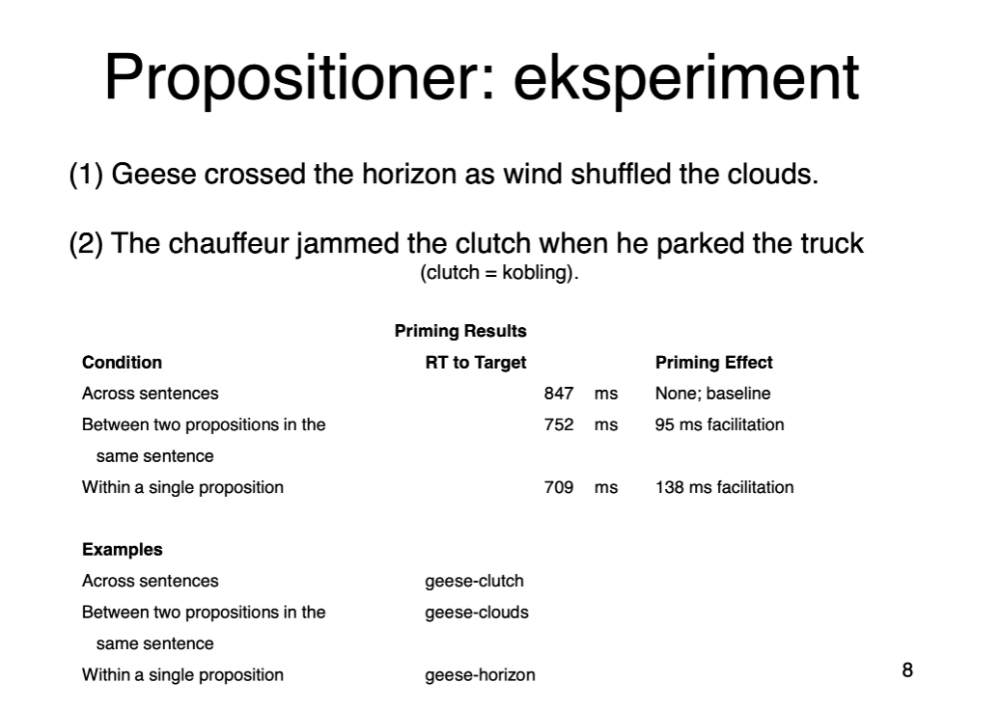 Propositioner: eksperiment
(1) Geese crossed the horizon as wind shuffled the clouds.
(2) The chauffeur jammed the clutch when he parked the truck
(clutch = kobling).
Priming Results
Condition RT to Target Priming Effect
Across sentences 847 ms None; baseline
Between two propositions in the 752 ms 95 ms facilitation
same sentence
Within a single proposition 709 ms 138 ms facilitation
Examples
Across sentences geese-clutch
Between two propositions in the geese-clouds
same sentence
Within a single proposition geese-horizon
8